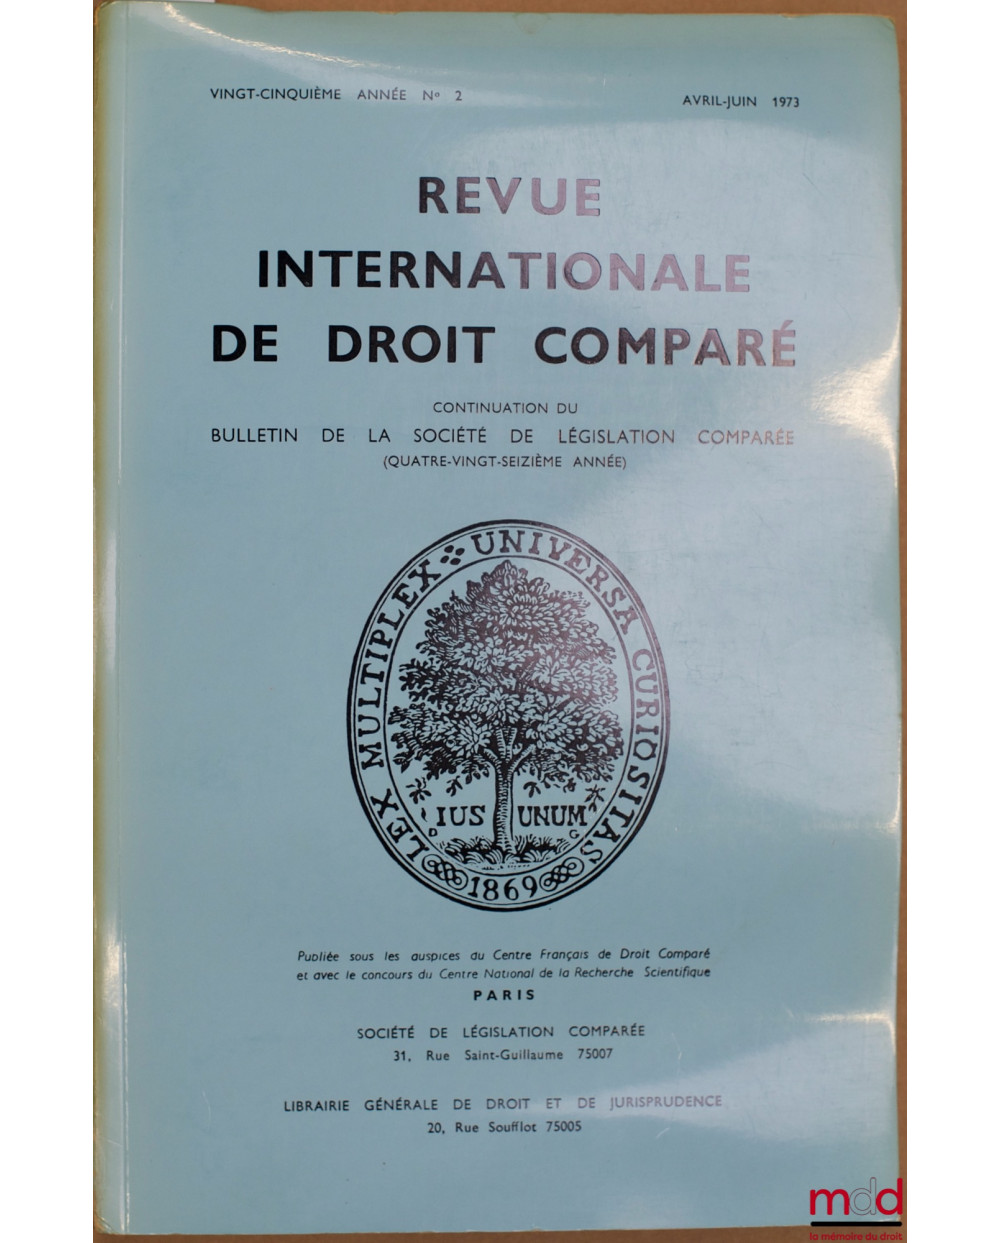 VINGT-CINQUIÈME ANNÉE Nº 2
AVRIL-JUIN 1973
REVUE
INTERNATIONALE
DE DROIT COMPARÉ
CONTINUATION DU
BULLETIN DE LA SOCIÉTÉ DE LÉGISLATION COMPARÉE
(QUATRE-VINGT-SEIZIÈME ANNÉE)
LEX MULTIPLEX UNIVERSA CURIOSITAS
IUS UNUM
D G
1869
Publiée sous les auspices du Centre Français de Droit Comparé
et avec le concours du Centre National de la Recherche Scientifique
PARIS
SOCIÉTÉ DE LÉGISLATION COMPARÉE
31, Rue Saint-Guillaume 75007
LIBRAIRIE GÉNÉRALE DE DROIT ET DE JURISPRUDENCE
20, Rue Soufflot 75005
mdd
la mémoire du droit